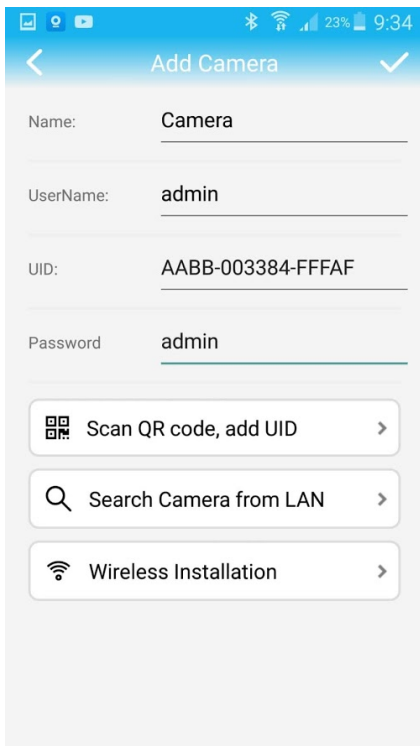 23% 9:34
Add Camera
Name: Camera
UserName: admin
UID: AABB-003384-FFFAF
Password admin
Scan QR code, add UID
Search Camera from LAN
Wireless Installation